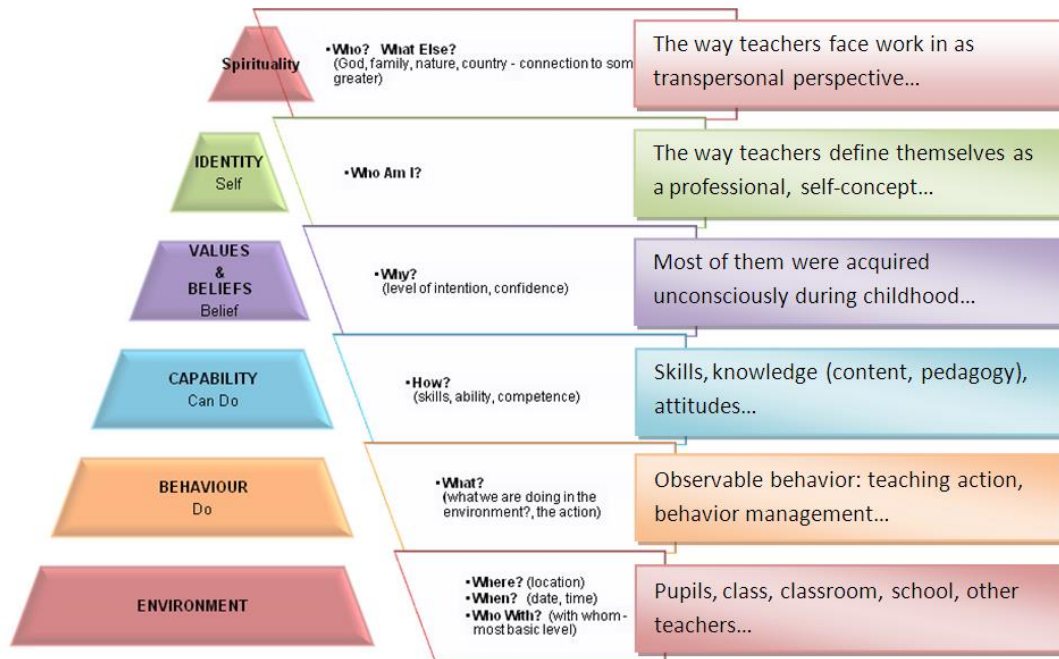 Spirituality
•Who? What Else?
(God, family, nature, country - connection to som
greater)
The way teachers face work in as
transpersonal perspective…
IDENTITY
Self
•Who Am I?
The way teachers define themselves as
a professional, self-concept…
VALUES
&
BELIEFS
Belief
•Why?
(level of intention, confidence)
Most of them were acquired
unconsciously during childhood…
CAPABILITY
Can Do
•How?
(skills, ability, competence)
Skills, knowledge (content, pedagogy),
attitudes…
BEHAVIOUR
Do
•What?
(what we are doing in the
environment?, the action)
Observable behavior: teaching action,
behavior management…
ENVIRONMENT
•Where? (location)
•When? (date, time)
•Who With? (with whom -
most basic level)
Pupils, class, classroom, school, other
teachers…